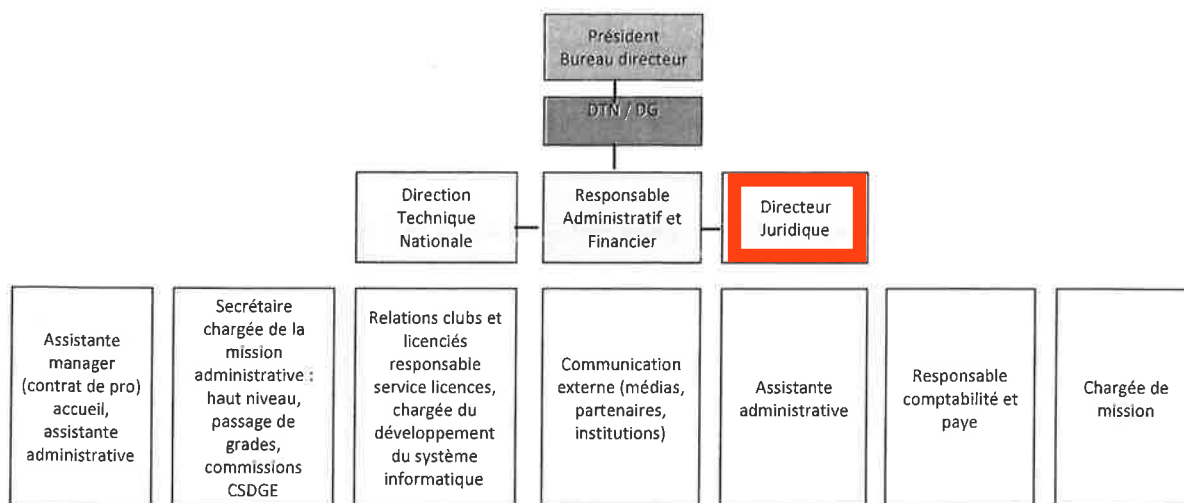 Président
Bureau directeur
DTN / DG
Direction
Technique
Nationale
Responsable
Administratif et
Financier
Directeur
Juridique
Assistante
manager
(contrat de pro)
accueil,
assistante
administrative
Secrétaire
chargée de la
mission
administrative :
haut niveau,
passage de
grades,
commissions
CSDGE
Relations clubs et
licenciés
responsable
service licences,
chargée du
développement
du système
informatique
Communication
externe (médias,
partenaires,
institutions)
Assistante
administrative
Responsable
comptabilité et
paye
Chargée de
mission